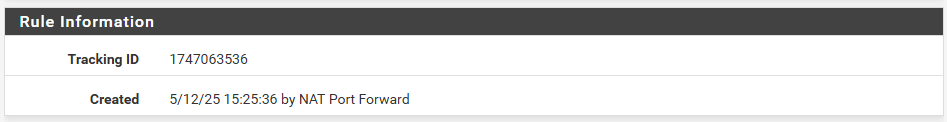 Rule Information
Tracking ID 1747063536
Created 5/12/25 15:25:36 by NAT Port Forward